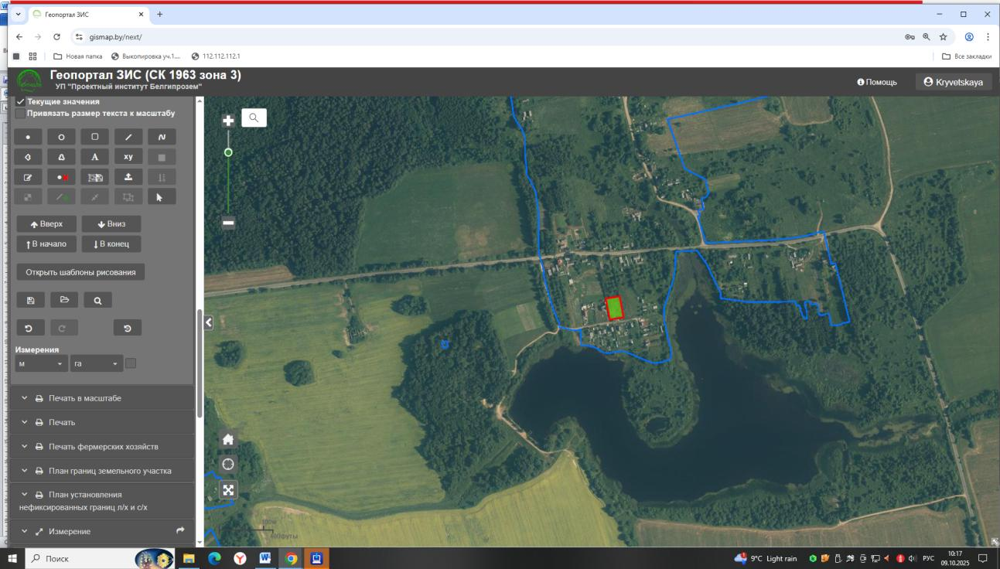 Геопортал ЗИС
gismap.by/next/
Новая папка
Выкопировка уч.1....
112.112.112.1
Все закладки
Геопортал ЗИС (СК 1963 зона 3)
УП "Проектный институт Белгипрозем"
Помощь
Kryvetskaya
Текущие значения
Привязать размер текста к масштабу
A
xy
Вверх
Вниз
В начало
В конец
Открыть шаблоны рисования
Измерения
м
га
Печать в масштабе
Печать
Печать фермерских хозяйств
План границ земельного участка
План установления
нефиксированных границ л/х и с/х
Измерение
100м
400футы
Поиск
9°C Light rain
РУС
10:17
09.10.2025